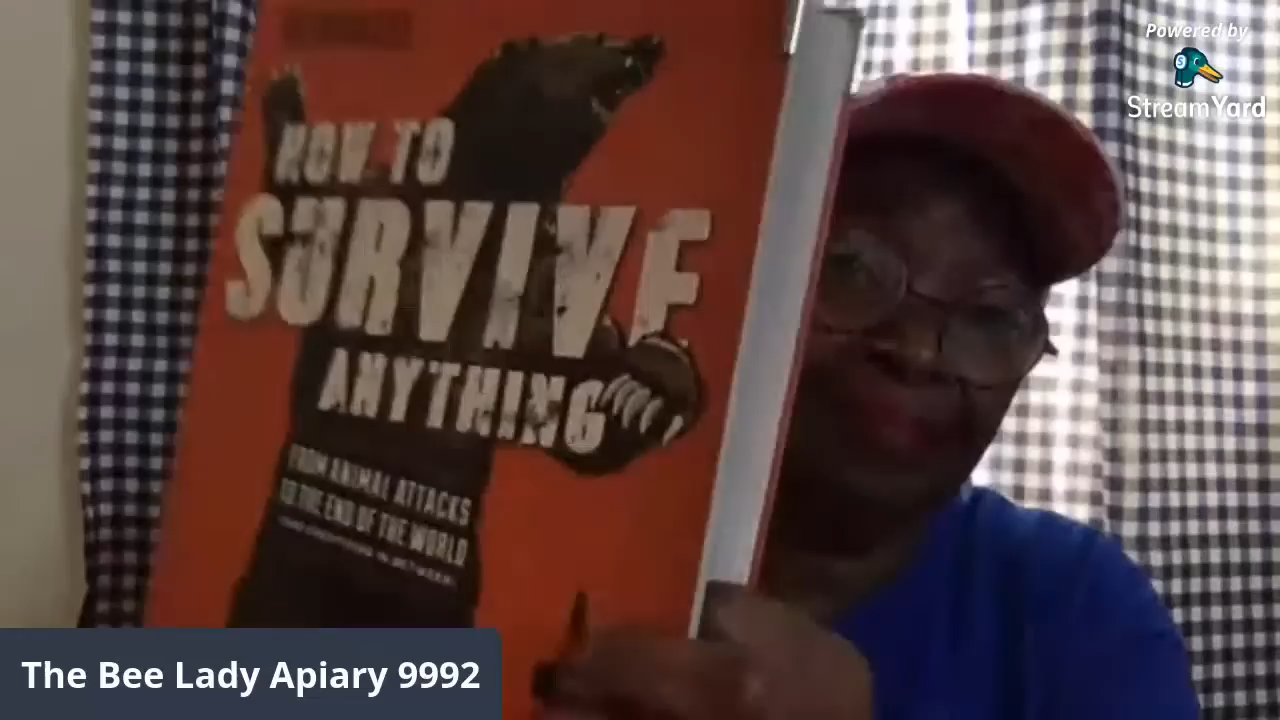 Powered by
StreamYard
HOW TO
SURVIVE
ANYTHING
FROM ANIMAL ATTACKS
TO THE END OF THE WORLD
The Bee Lady Apiary 9992